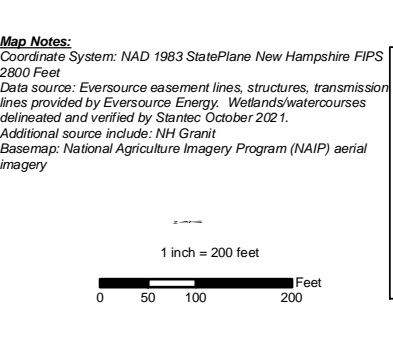 Map Notes:
Coordinate System: NAD 1983 StatePlane New Hampshire FIPS
2800 Feet
Data source: Eversource easement lines, structures, transmission
lines provided by Eversource Energy. Wetlands/watercourses
delineated and verified by Stantec October 2021.
Additional source include: NH Granit
Basemap: National Agriculture Imagery Program (NAIP) aerial
imagery
1 inch = 200 feet
Feet
0 50 100 200